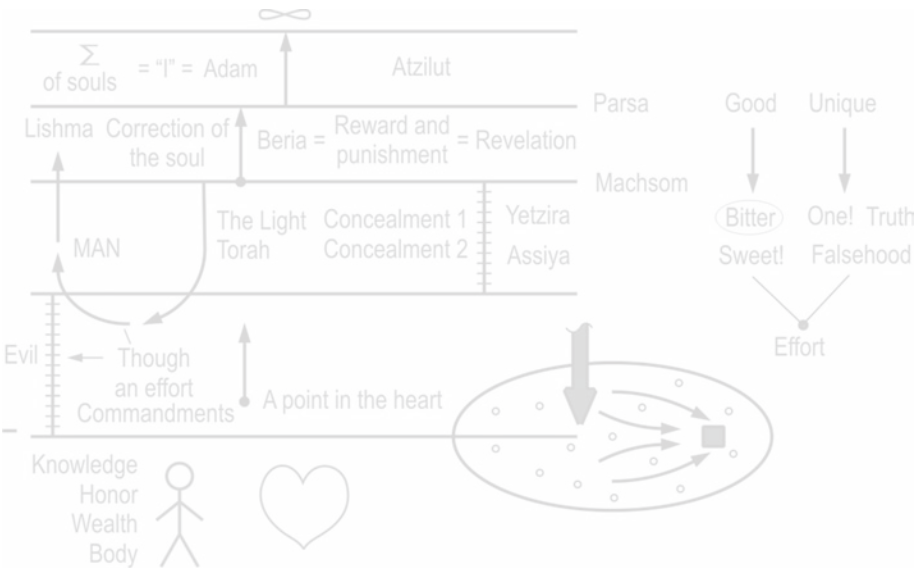 ∞
Σ
of souls
= "I" = Adam
Atzilut
Parsa
Good
Unique
Lishma
Correction of
the soul
Beria =
Reward and
punishment
= Revelation
Machsom
MAN
The Light
Torah
Concealment 1
Concealment 2
Yetzira
Assiya
Bitter
Sweet!
One! Truth
Falsehood
Effort
Evil
Though
an effort
Commandments
A point in the heart
–
Knowledge
Honor
Wealth
Body